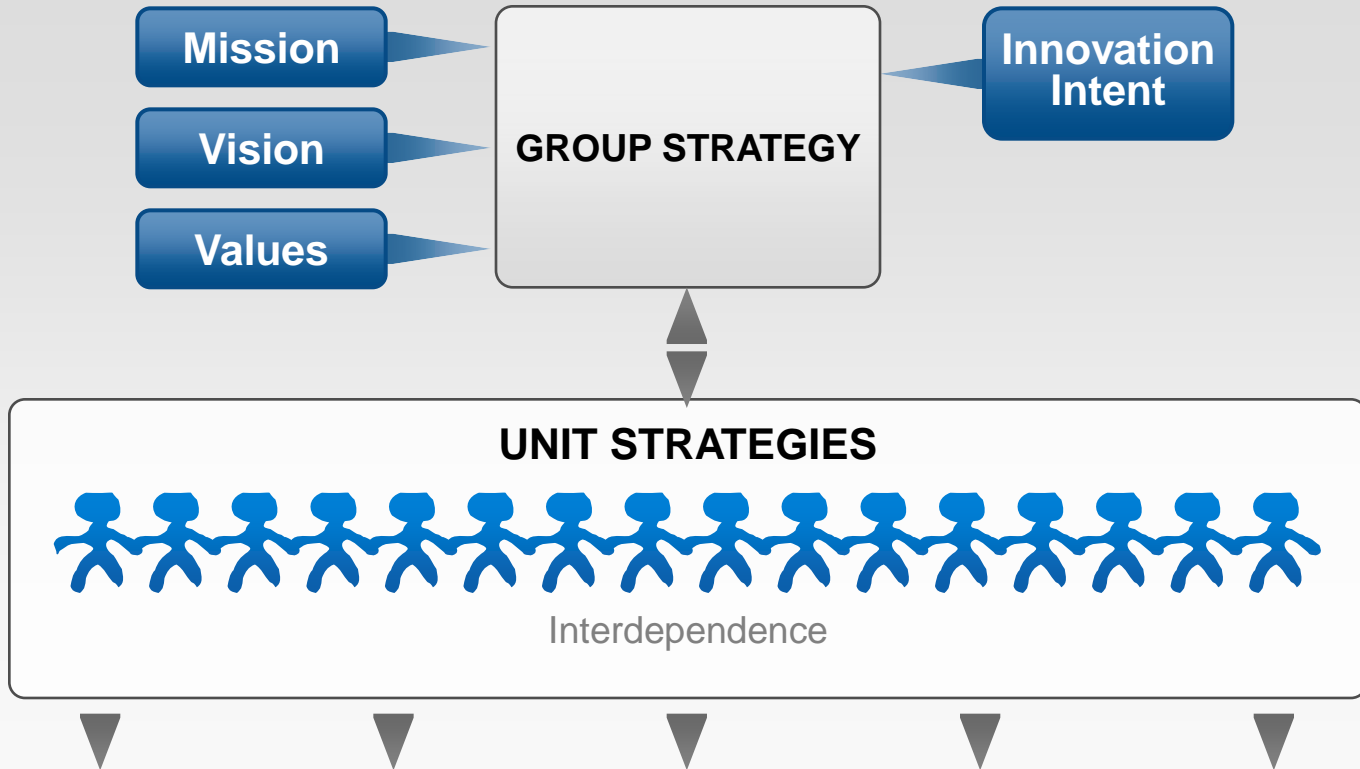 Mission
Vision
Values
GROUP STRATEGY
Innovation
Intent
UNIT STRATEGIES
Interdependence